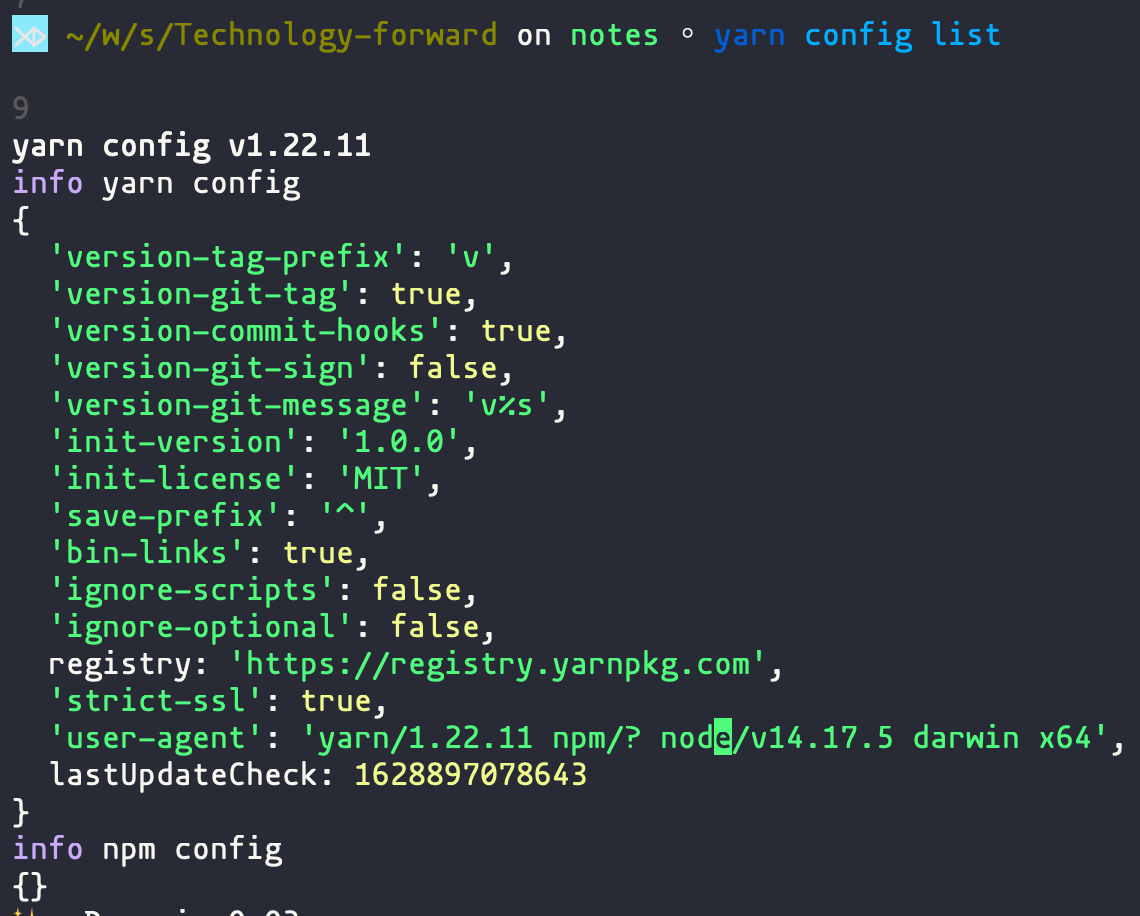 ~/w/s/Technology-forward on notes ◦ yarn config list
9
yarn config v1.22.11
info yarn config
{
  'version-tag-prefix': 'v',
  'version-git-tag': true,
  'version-commit-hooks': true,
  'version-git-sign': false,
  'version-git-message': 'v%s',
  'init-version': '1.0.0',
  'init-license': 'MIT',
  'save-prefix': '^',
  'bin-links': true,
  'ignore-scripts': false,
  'ignore-optional': false,
  registry: 'https://registry.yarnpkg.com',
  'strict-ssl': true,
  'user-agent': 'yarn/1.22.11 npm/? node/v14.17.5 darwin x64',
  lastUpdateCheck: 1628897078643
}
info npm config
{}